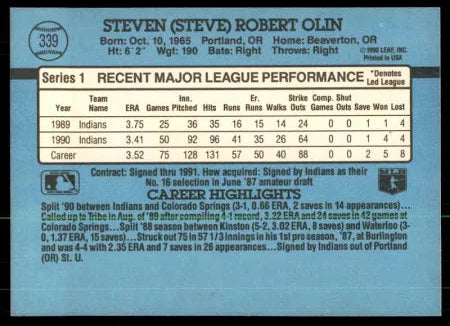 339
STEVEN (STEVE) ROBERT OLIN
Born: Oct. 10, 1965 Portland, OR Home: Beaverton, OR
Ht: 6' 2" Wgt: 190 Bats: Right Throws: Right
©1990 LEAF, INC.
Printed in USA
Series 1 RECENT MAJOR LEAGUE PERFORMANCE *Denotes Led League
Year Team Name ERA Games Inn. Pitched Hits Runs Er. Runs Walks Strike Outs Comp. Games Shut Outs Save Won Lost
1989 Indians 3.75 25 36 35 16 15 14 24 1 1 4
1990 Indians 3.41 50 92 96 41 35 26 64 1 4 4
Career 3.52 75 128 131 57 50 40 88 2 5 8
Contract: Signed thru 1991. How acquired: Signed by Indians as their
No. 16 selection in June '87 amateur draft
MLB
CAREER HIGHLIGHTS
Split '90 between Indians and Colorado Springs (3-1, 0.66 ERA, 2 saves in 14 appearances)...
Called up to Tribe in Aug. of '89 after compiling 4-1 record, 3.22 ERA and 24 saves in 42 games at
Colorado Springs...Split '88 season between Kinston (5-2, 3.02 ERA, 8 saves) and Waterloo (3-
0, 1.37 ERA, 15 saves)...Struck out 75 in 57 1/3 innings in his 1st pro season, '87, at Burlington
and was 4-4 with 2.35 ERA and 7 saves in 26 appearances...Signed by Indians out of Portland
(OR) St. U.